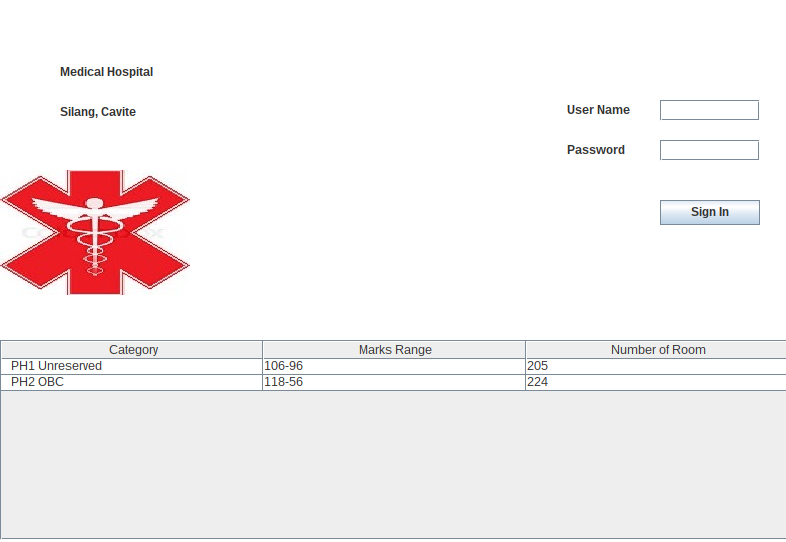 Medical Hospital
Silang, Cavite
User Name
Password
Sign In
Category Marks Range Number of Room
PH1 Unreserved 106-96 205
PH2 OBC 118-56 224